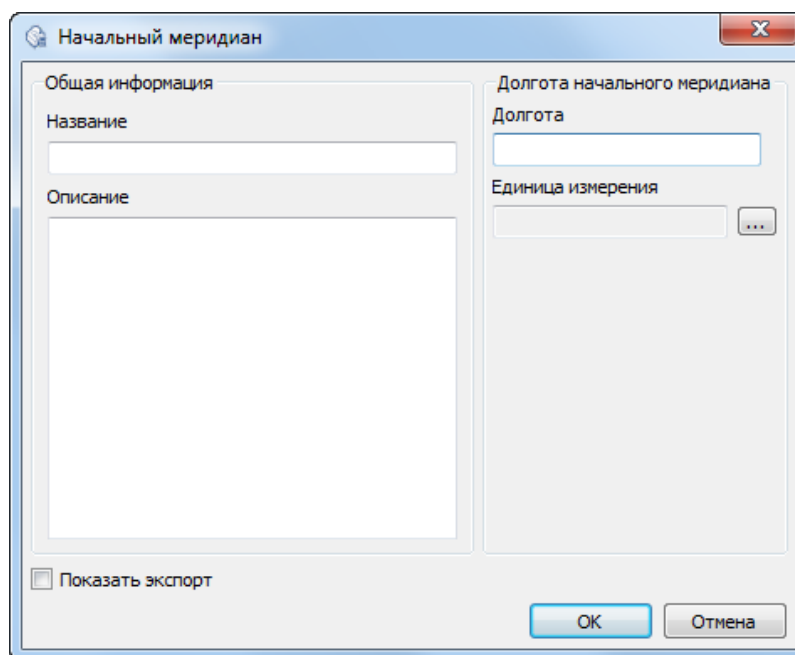 Начальный меридиан
Общая информация
Название
Описание
Долгота начального меридиана
Долгота
Единица измерения
...
Показать экспорт
OK
Отмена